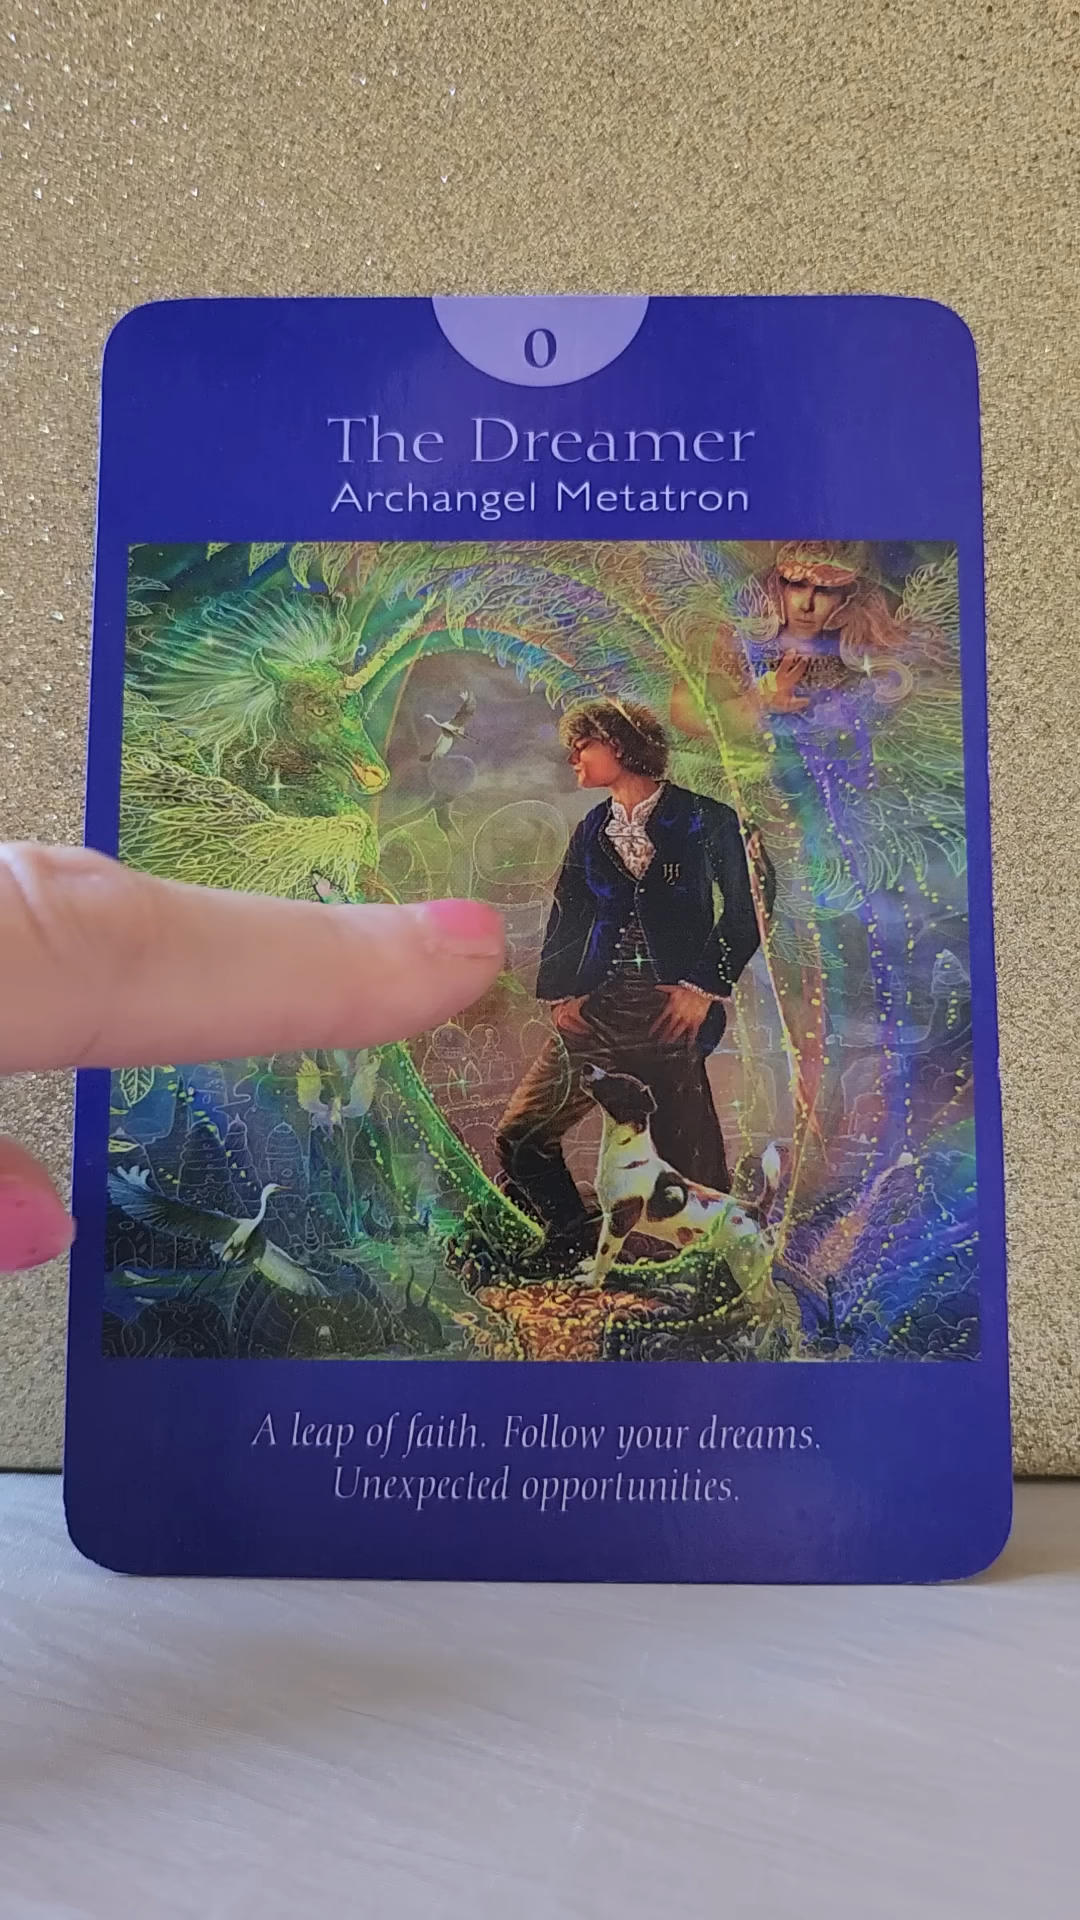 0
The Dreamer
Archangel Metatron
A leap of faith. Follow your dreams.
Unexpected opportunities.